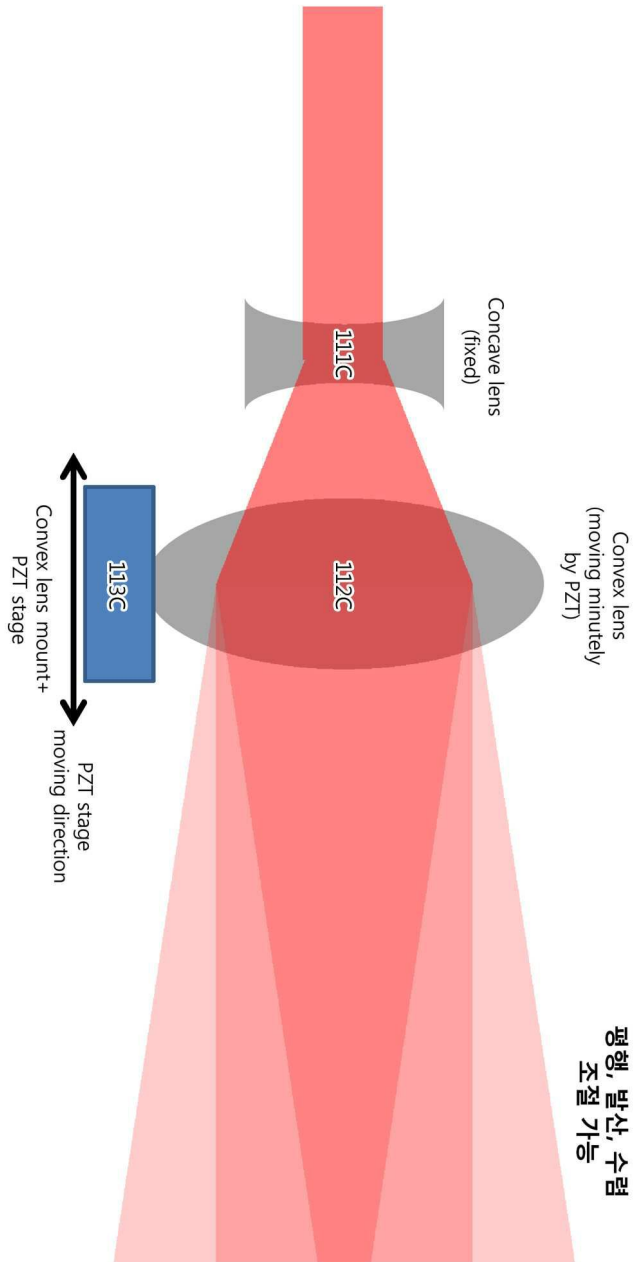 Concave lens
(fixed)
Convex lens
(moving minutely
by PZT)
111C
112C
113C
Convex lens mount+
PZT stage
PZT stage
moving direction
평행, 발산, 수렴
조절 가능